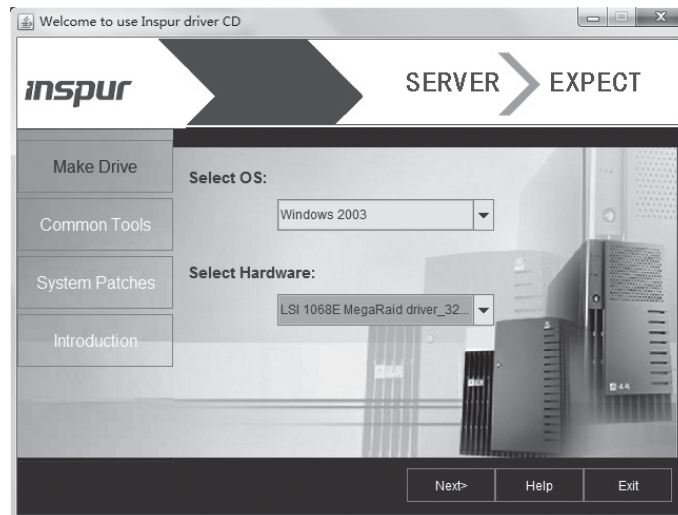 Welcome to use Inspur driver CD
inspur
SERVER EXPECT
Make Drive
Common Tools
System Patches
Introduction
Select OS:
Windows 2003
Select Hardware:
LSI 1068E MegaRaid driver_32...
Next>
Help
Exit